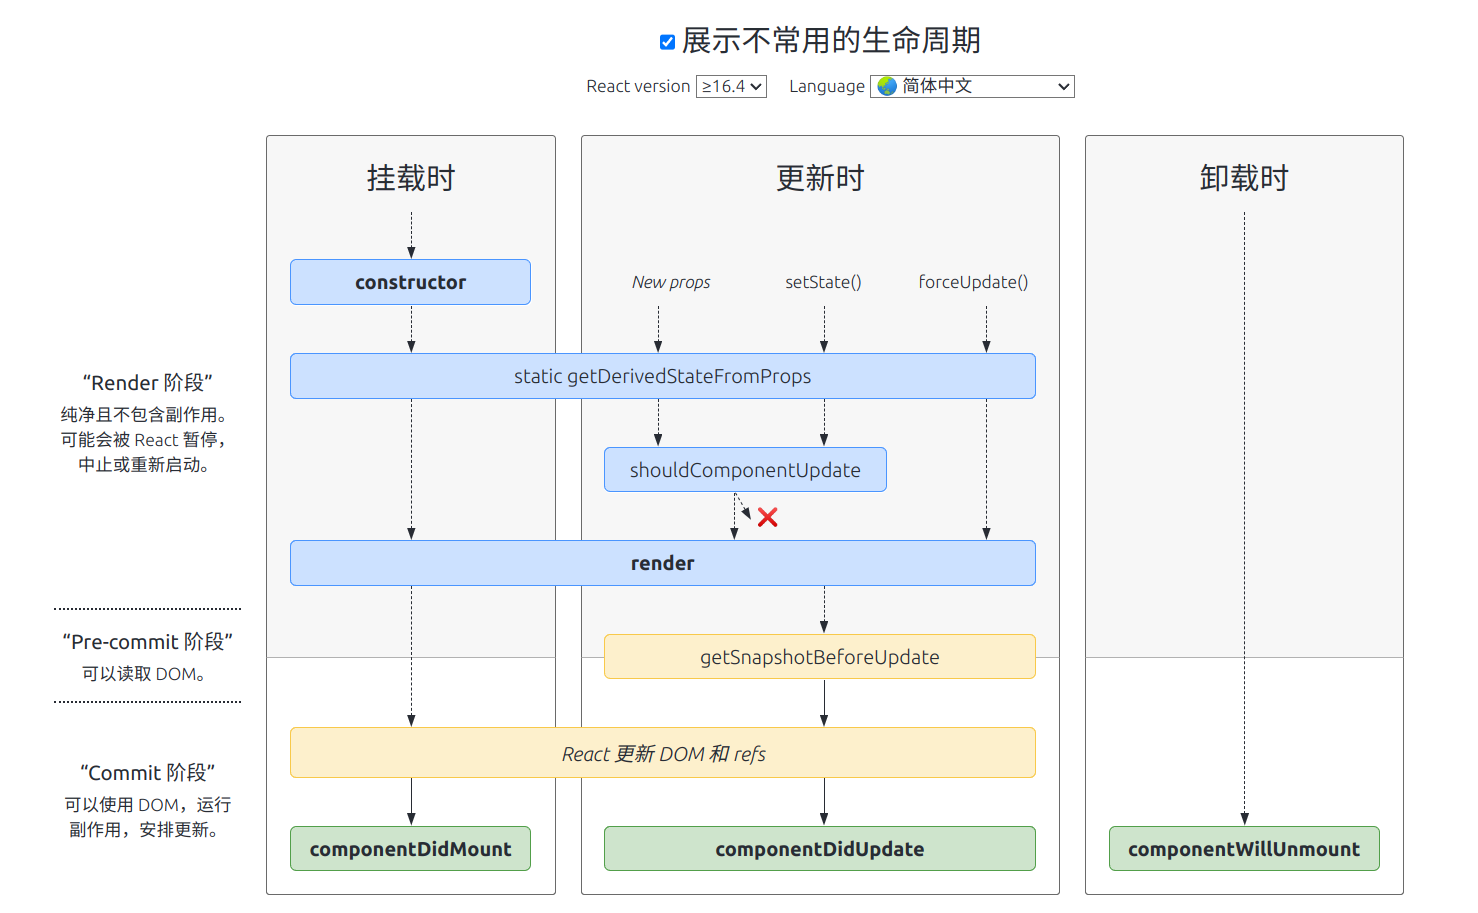 展示不常用的生命周期
React version ≥16.4 Language 简体中文
挂载时
更新时
卸载时
constructor
New props
setState()
forceUpdate()
static getDerivedStateFromProps
“Render 阶段”
纯净且不包含副作用。
可能会被 React 暂停，
中止或重新启动。
shouldComponentUpdate
render
“Pre-commit 阶段”
可以读取 DOM。
getSnapshotBeforeUpdate
React 更新 DOM 和 refs
“Commit 阶段”
可以使用 DOM，运行
副作用，安排更新。
componentDidMount
componentDidUpdate
componentWillUnmount